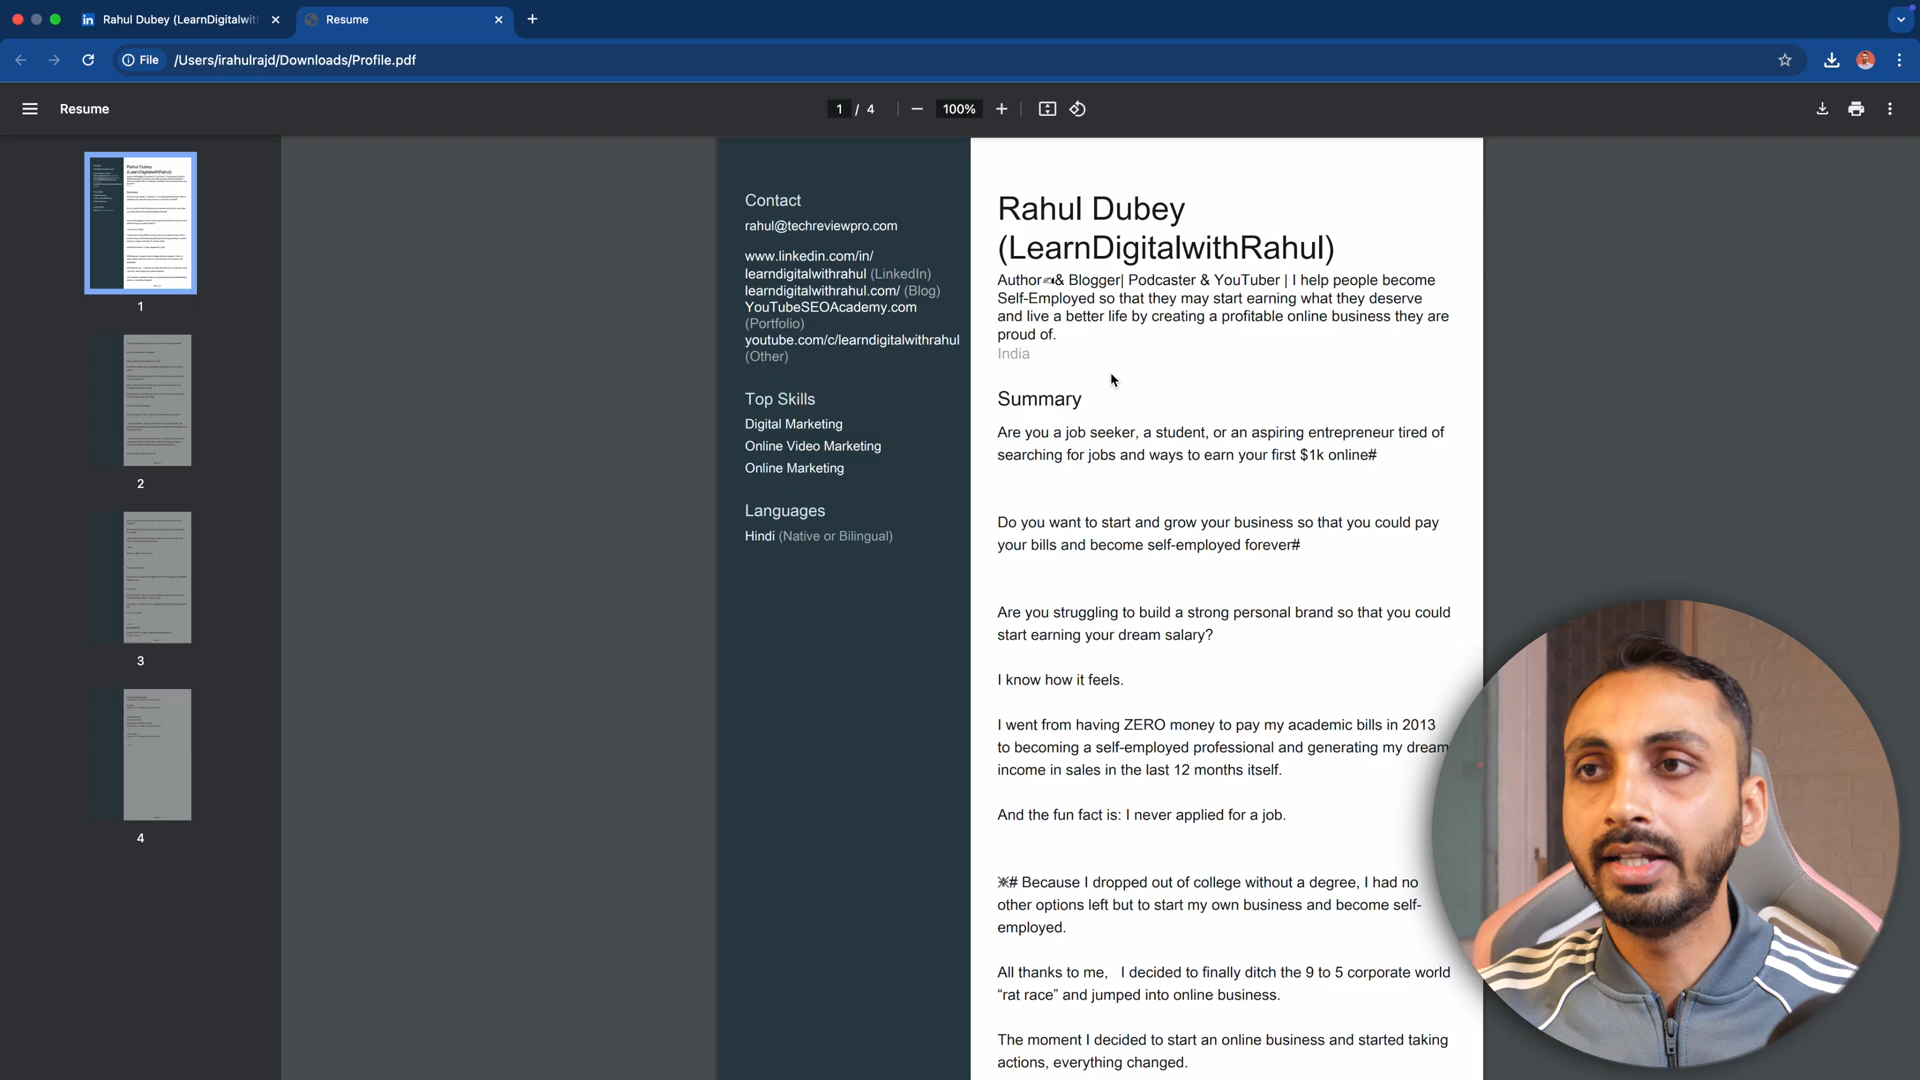 Rahul Dubey (LearnDigitalwith
Resume
File
/Users/irahulrajd/Downloads/Profile.pdf
Resume
1 / 4
100%
1
2
3
4
Contact
rahul@techreviewpro.com
www.linkedin.com/in/
learndigitalwithrahul (LinkedIn)
learndigitalwithrahul.com/ (Blog)
YouTubeSEOAcademy.com
(Portfolio)
youtube.com/c/learndigitalwithrahul
(Other)
Top Skills
Digital Marketing
Online Video Marketing
Online Marketing
Languages
Hindi (Native or Bilingual)
Rahul Dubey
(LearnDigitalwithRahul)
Author✍& Blogger| Podcaster & YouTuber | I help people become
Self-Employed so that they may start earning what they deserve
and live a better life by creating a profitable online business they are
proud of.
India
Summary
Are you a job seeker, a student, or an aspiring entrepreneur tired of
searching for jobs and ways to earn your first $1k online#
Do you want to start and grow your business so that you could pay
your bills and become self-employed forever#
Are you struggling to build a strong personal brand so that you could
start earning your dream salary?
I know how it feels.
I went from having ZERO money to pay my academic bills in 2013
to becoming a self-employed professional and generating my dream
income in sales in the last 12 months itself.
And the fun fact is: I never applied for a job.
※# Because I dropped out of college without a degree, I had no
other options left but to start my own business and become self-
employed.
All thanks to me, I decided to finally ditch the 9 to 5 corporate world
“rat race” and jumped into online business.
The moment I decided to start an online business and started taking
actions, everything changed.